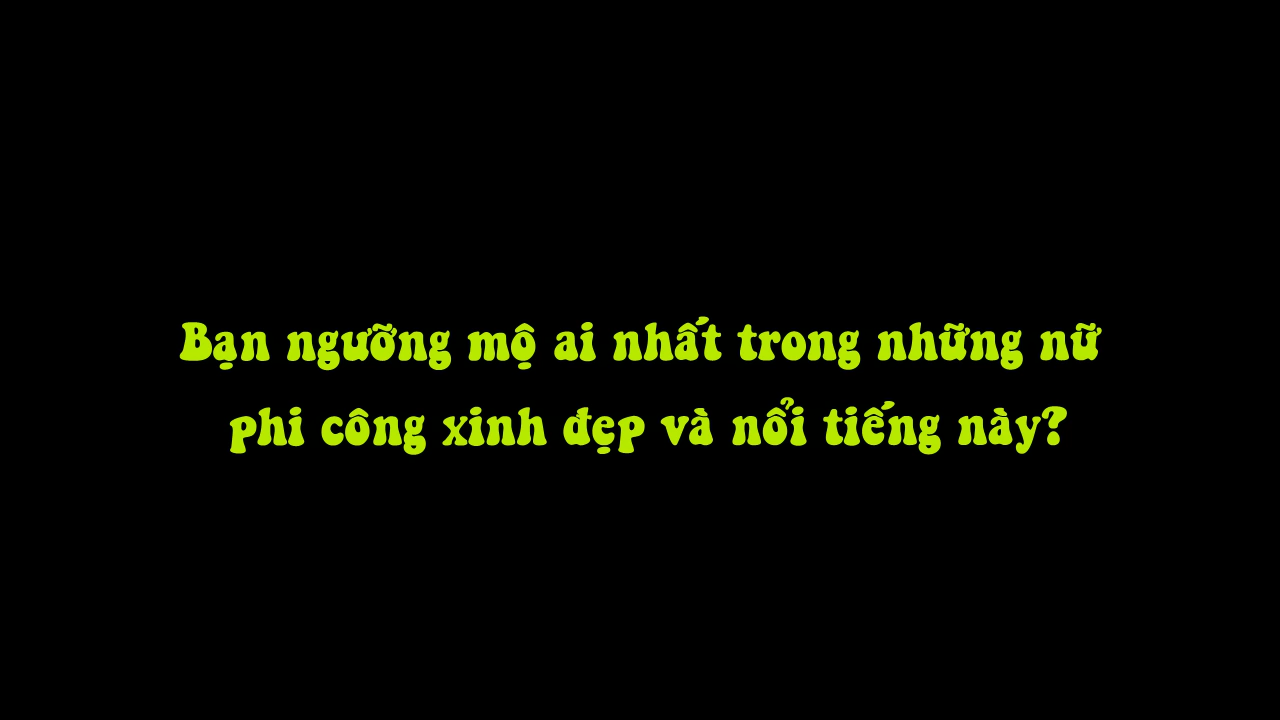 Bạn ngưỡng mộ ai nhất trong những nữ
phi công xinh đẹp và nổi tiếng này?